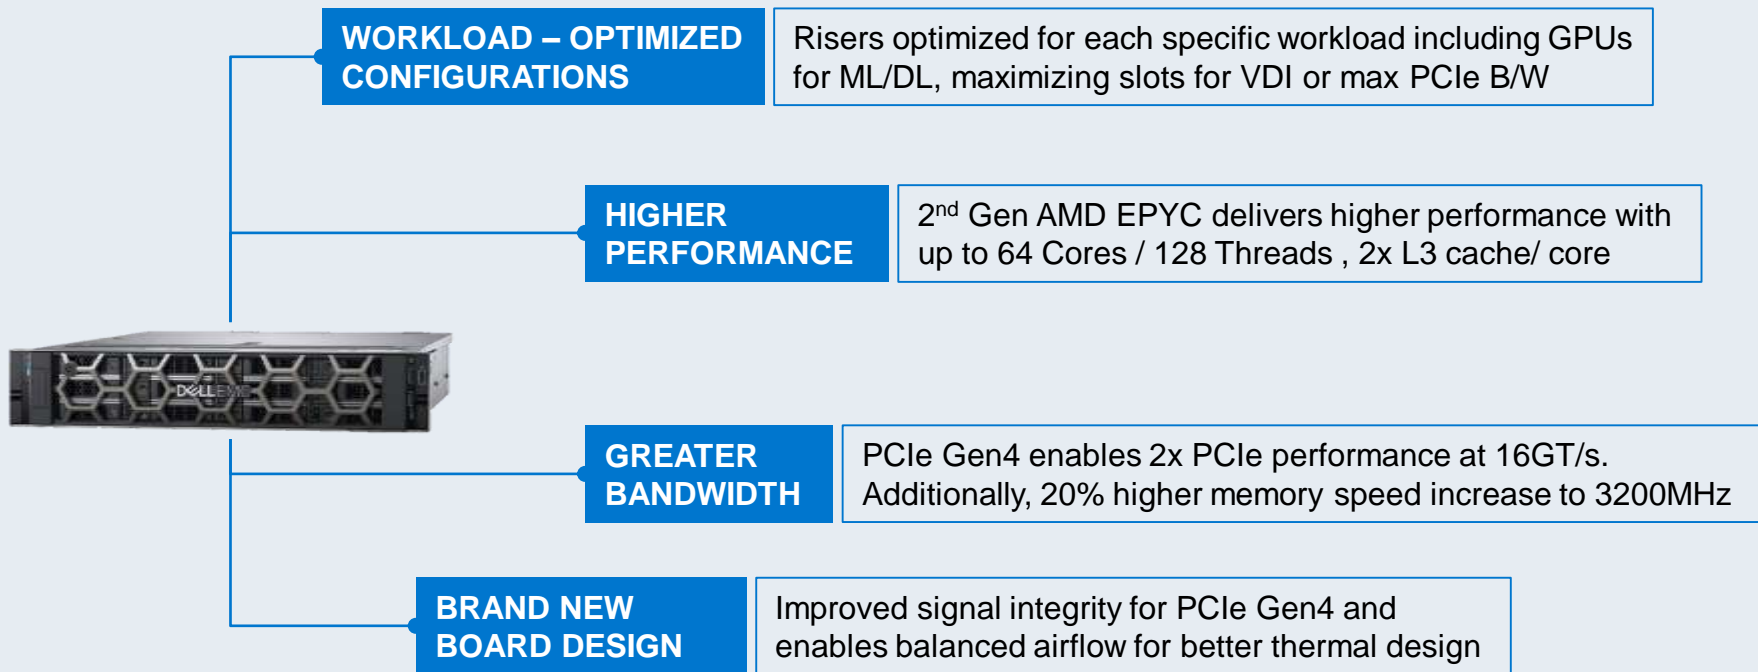 WORKLOAD – OPTIMIZED
CONFIGURATIONS
Risers optimized for each specific workload including GPUs
for ML/DL, maximizing slots for VDI or max PCIe B/W
HIGHER
PERFORMANCE
2nd Gen AMD EPYC delivers higher performance with
up to 64 Cores / 128 Threads , 2x L3 cache/ core
DELLEMC
GREATER
BANDWIDTH
PCIe Gen4 enables 2x PCIe performance at 16GT/s.
Additionally, 20% higher memory speed increase to 3200MHz
BRAND NEW
BOARD DESIGN
Improved signal integrity for PCIe Gen4 and
enables balanced airflow for better thermal design